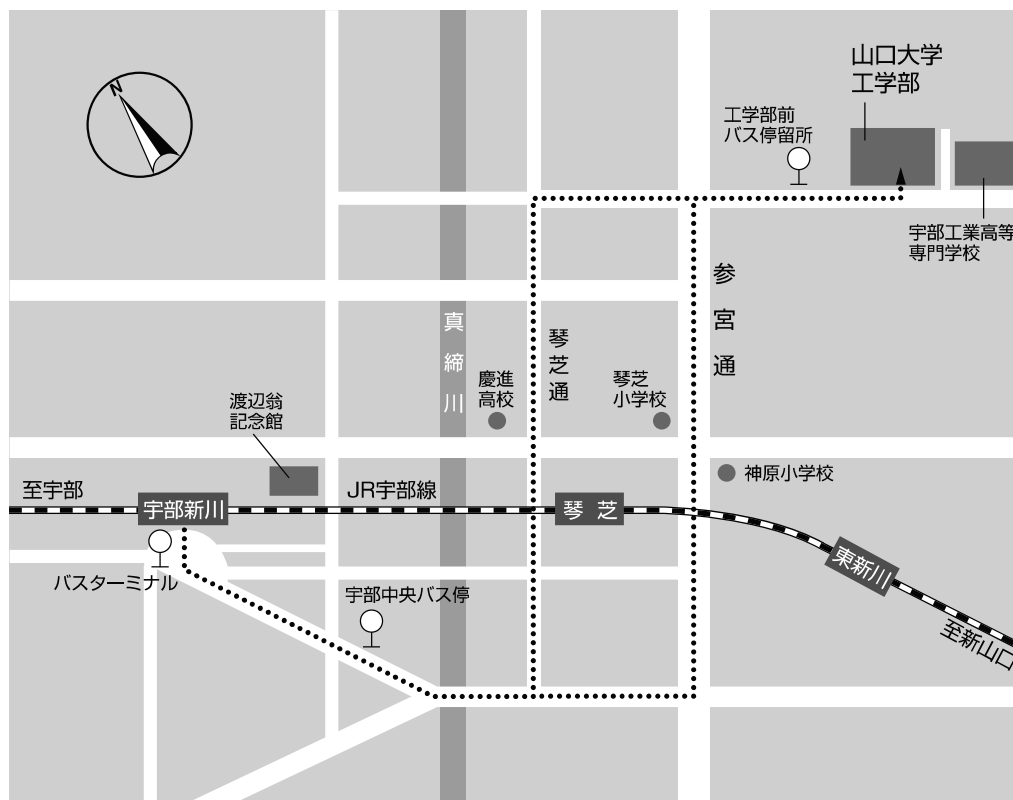 N
山口大学
工学部
工学部前
バス停留所
宇部工業高等
専門学校
参宮通
真締川
琴芝通
慶進
高校
琴芝
小学校
渡辺翁
記念館
神原小学校
至宇部
JR宇部線
宇部新川
琴芝
東新川
至新山口
バスターミナル
宇部中央バス停